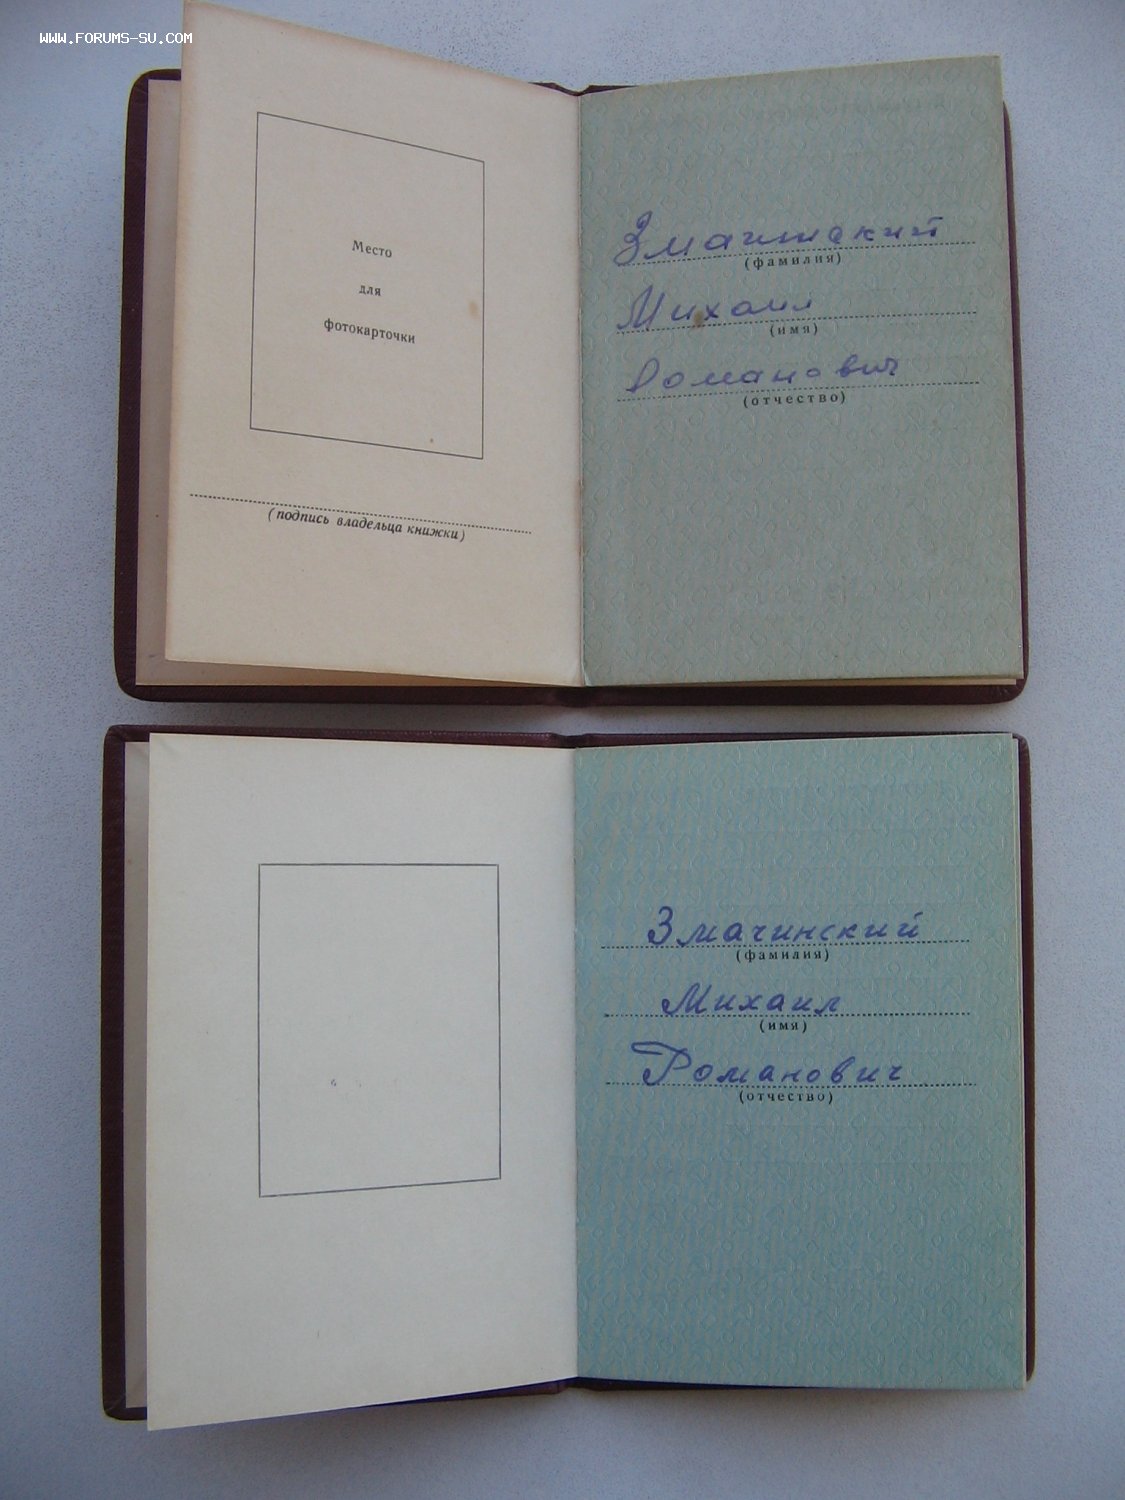 www.FORUMS-SU.COM
Место
для
фотокарточки
(подпись владельца книжки)
Змачинский
(фамилия)
Михаил
(имя)
Романович
(отчество)
Змачинский
(фамилия)
Михаил
(имя)
Романович
(отчество)